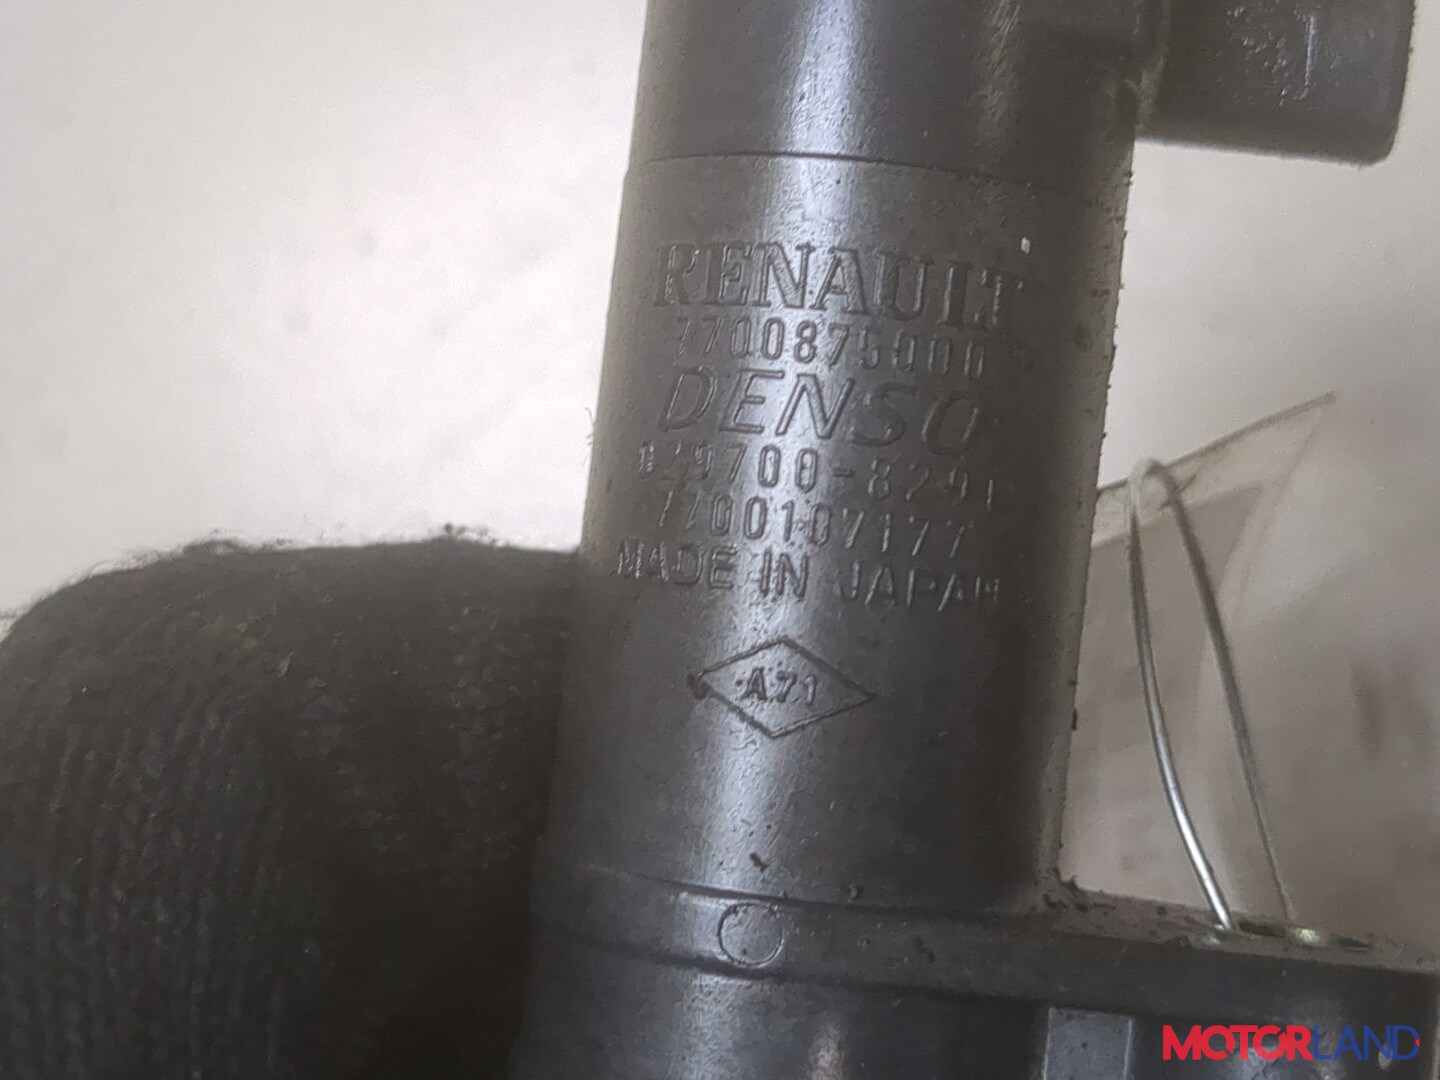 RENAULT
7700875000
DENSO
029700-8291
7700107177
MADE IN JAPAN
A71
MOTORLAND